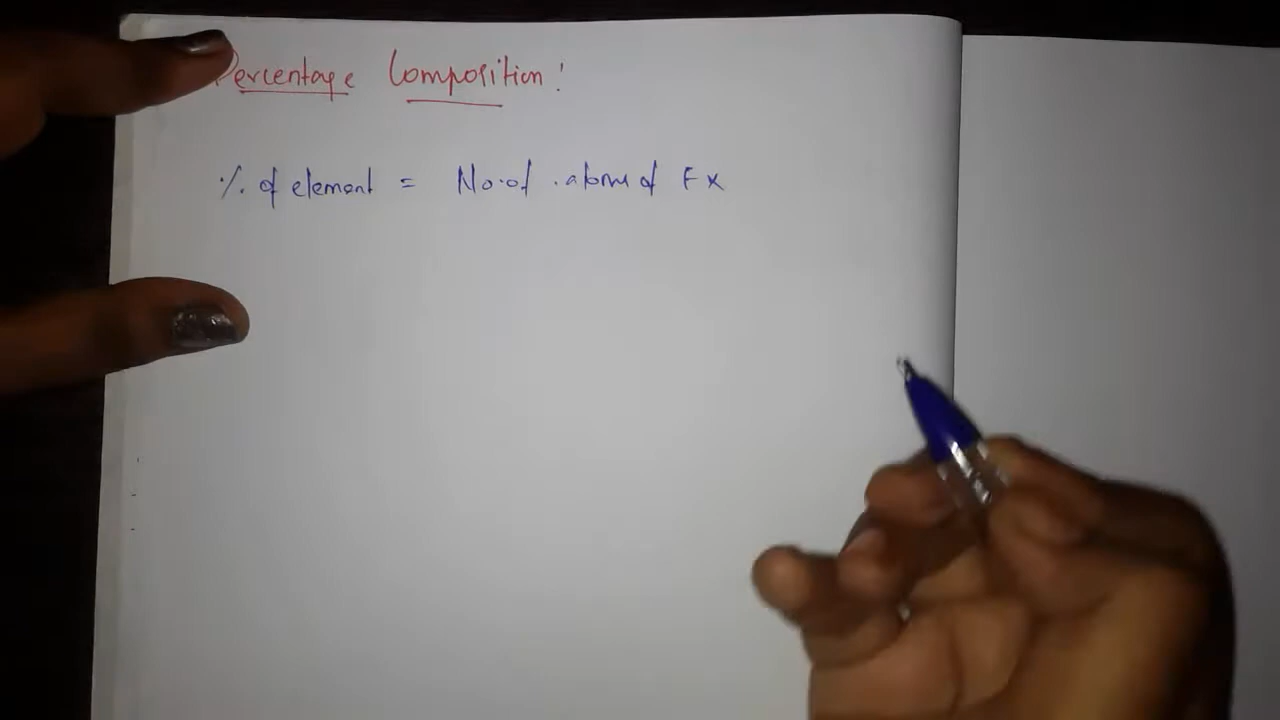 Percentage Composition:
% of element = No. of atoms of E x